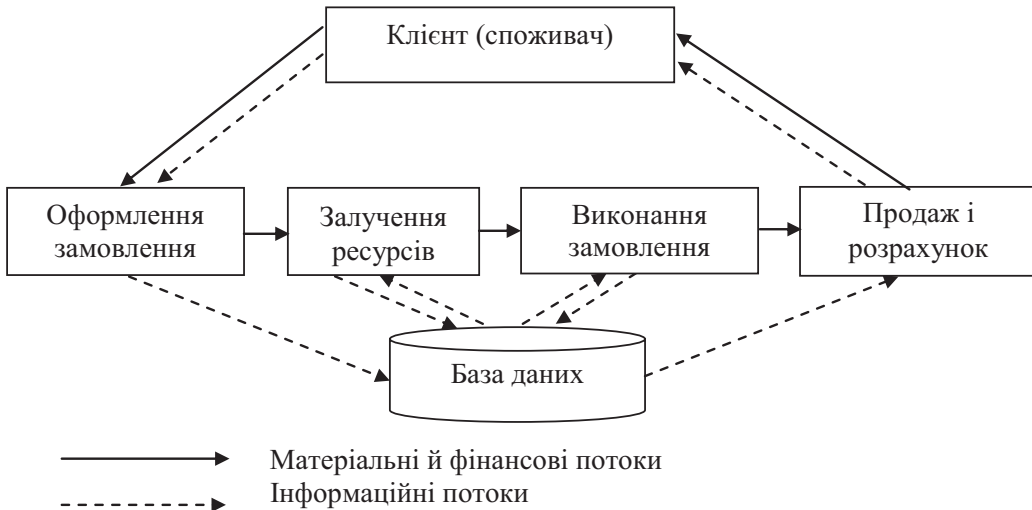 Клієнт (споживач)
Оформлення
замовлення
Залучення
ресурсів
Виконання
замовлення
Продаж і
розрахунок
База даних
Матеріальні й фінансові потоки
Інформаційні потоки